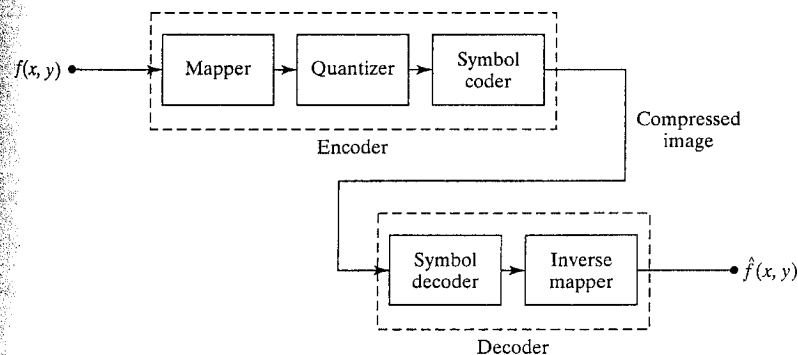 f(x, y)
Mapper
Quantizer
Symbol
coder
Encoder
Compressed
image
Symbol
decoder
Inverse
mapper
f̂(x, y)
Decoder